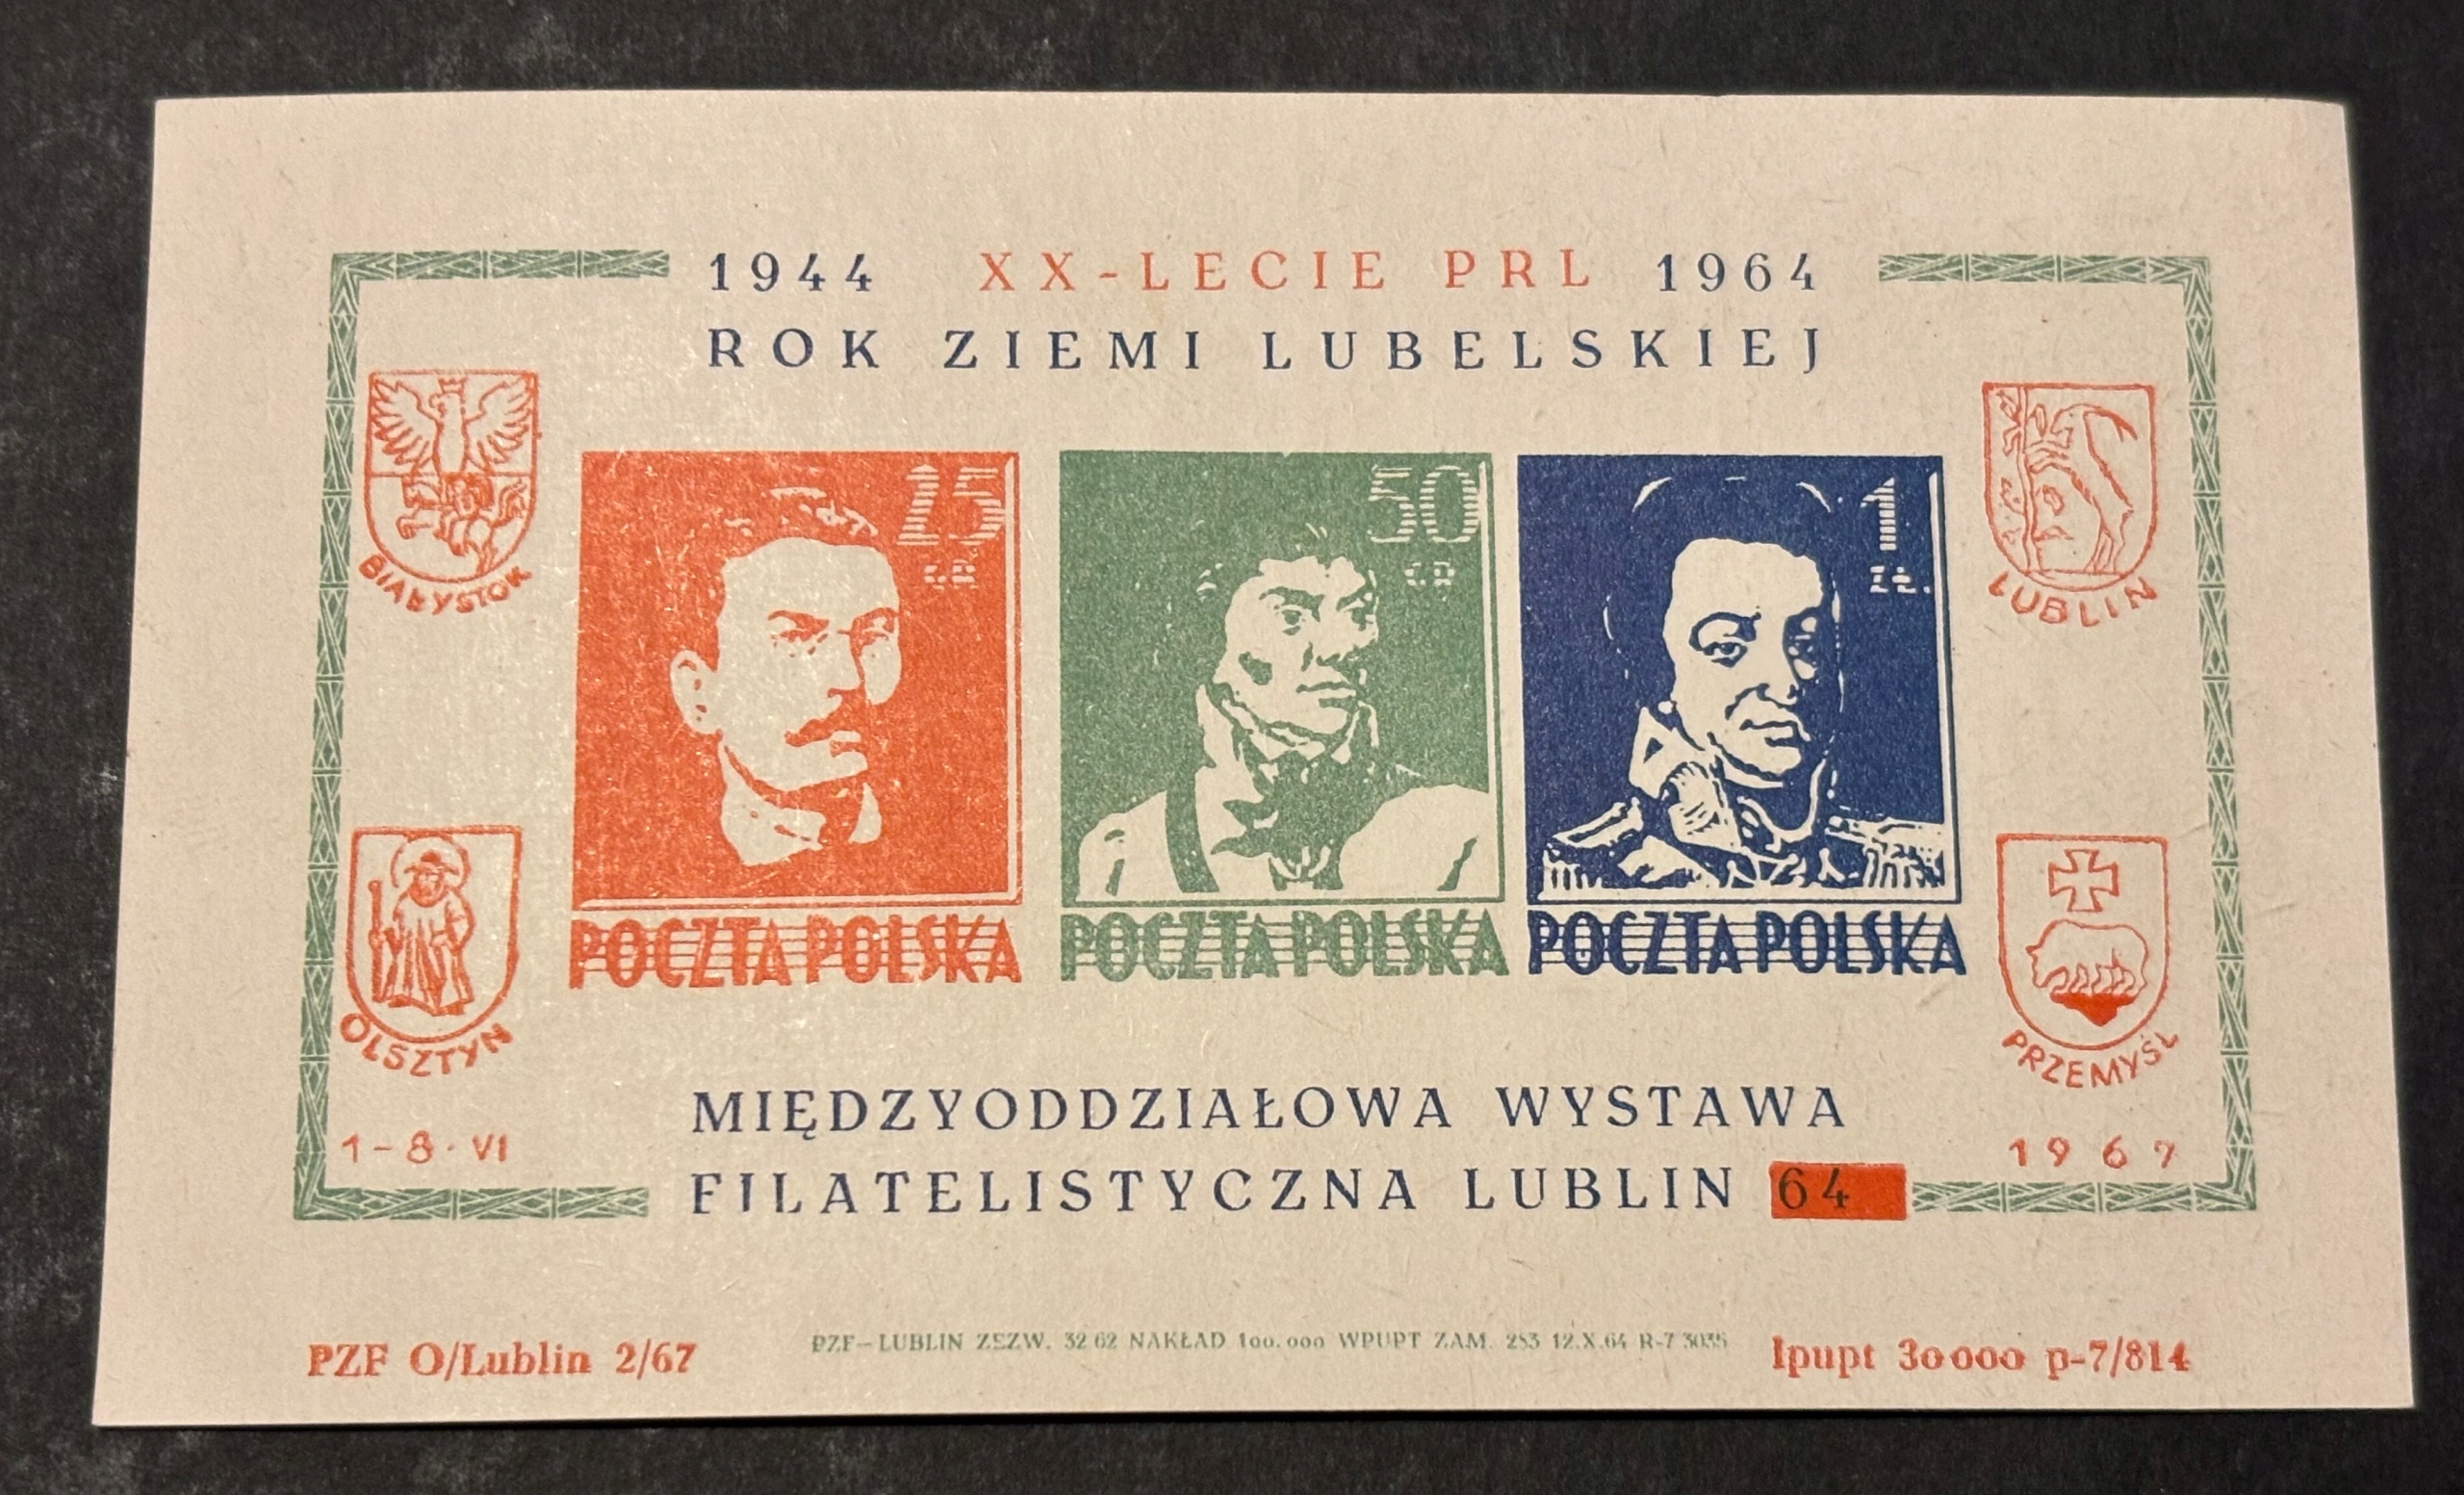 1944 XX-LECIE PRL 1964
ROK ZIEMI LUBELSKIEJ
BIAŁYSTOK
LUBLIN
15 GR
50 GR
1 ZŁ.
POCZTA POLSKA
POCZTA POLSKA
POCZTA POLSKA
OLSZTYN
PRZEMYŚL
1-8·VI
1967
MIĘDZYODDZIAŁOWA WYSTAWA
FILATELISTYCZNA LUBLIN 64
PZF O/Lublin 2/67
PZF-LUBLIN ZEZW. 32 62 NAKŁAD 100.000 WPUPT ZAM. 253 12.X.64 R-7 3035
lpupt 30000 p-7/814